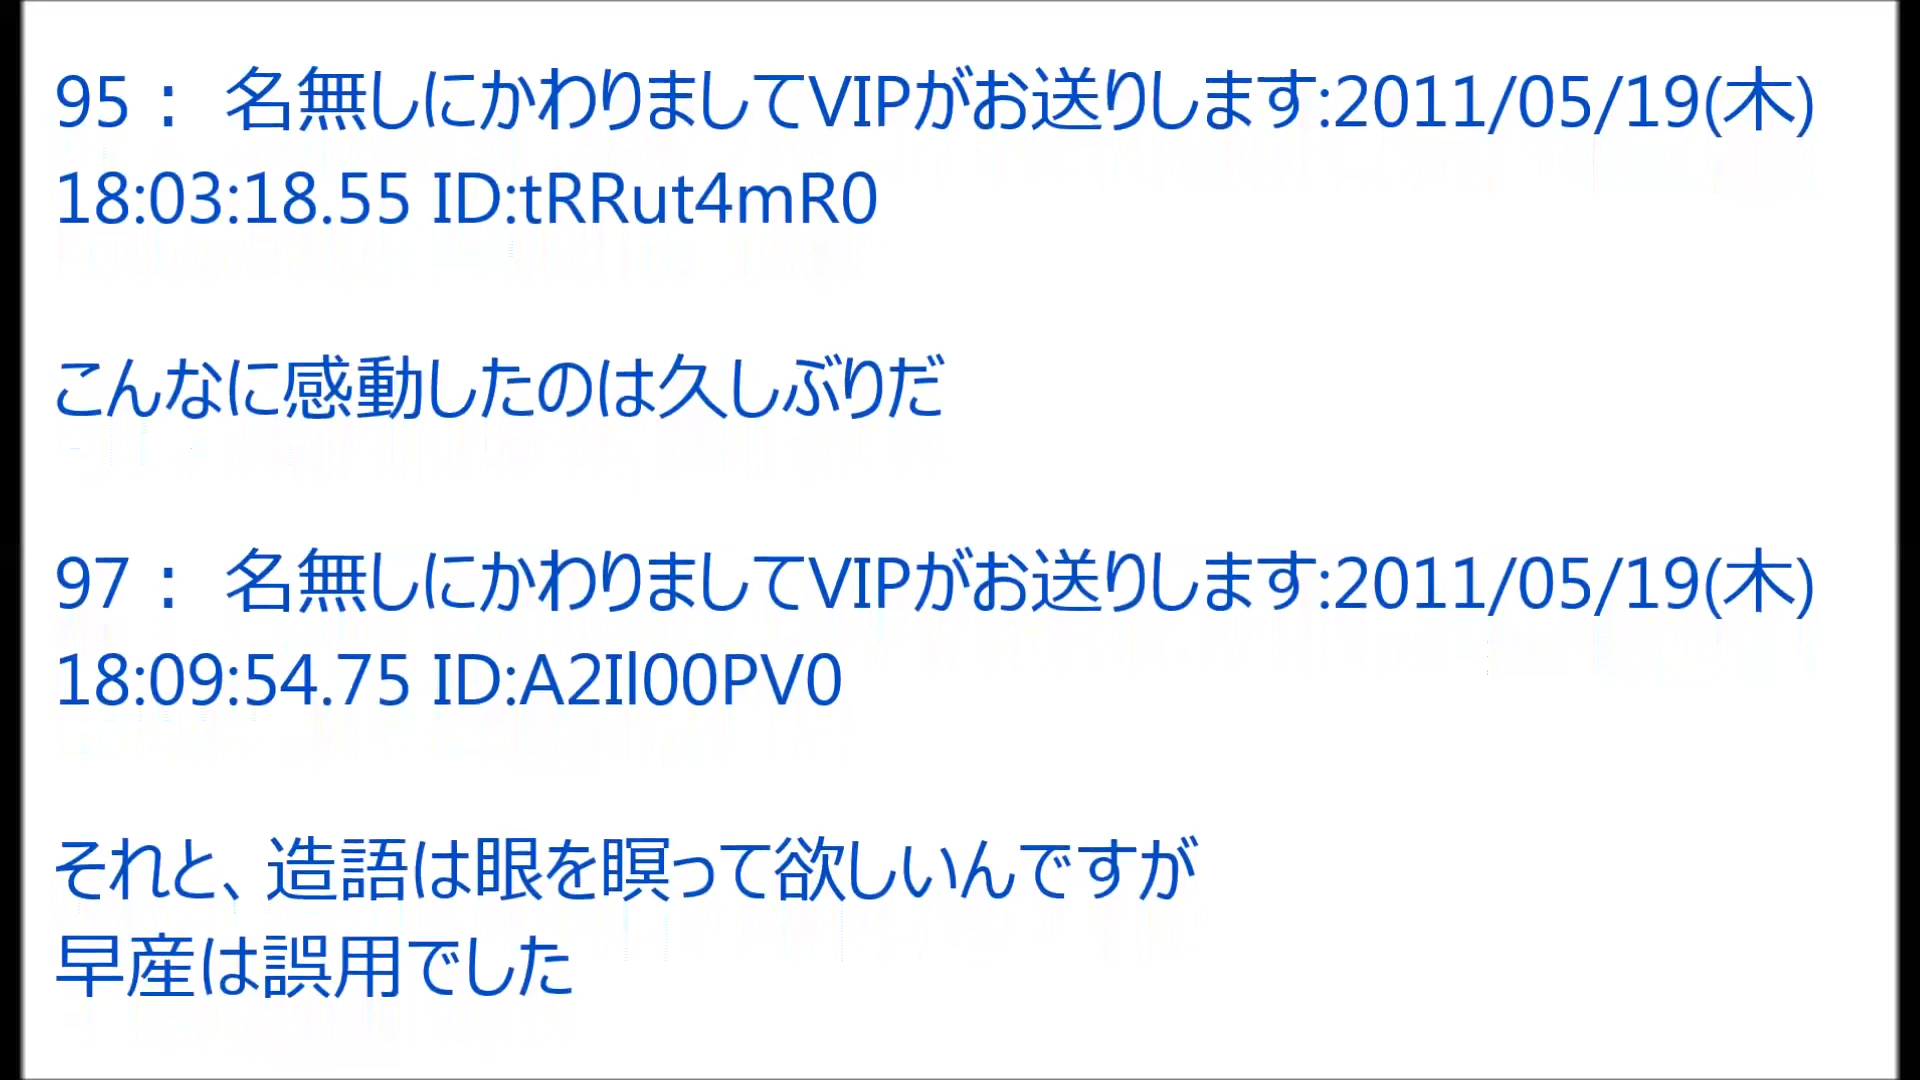 95： 名無しにかわりましてVIPがお送りします:2011/05/19(木)
18:03:18.55 ID:tRRut4mR0
こんなに感動したのは久しぶりだ
97： 名無しにかわりましてVIPがお送りします:2011/05/19(木)
18:09:54.75 ID:A2Il00PV0
それと、造語は眼を瞑って欲しいんですが
早産は誤用でした